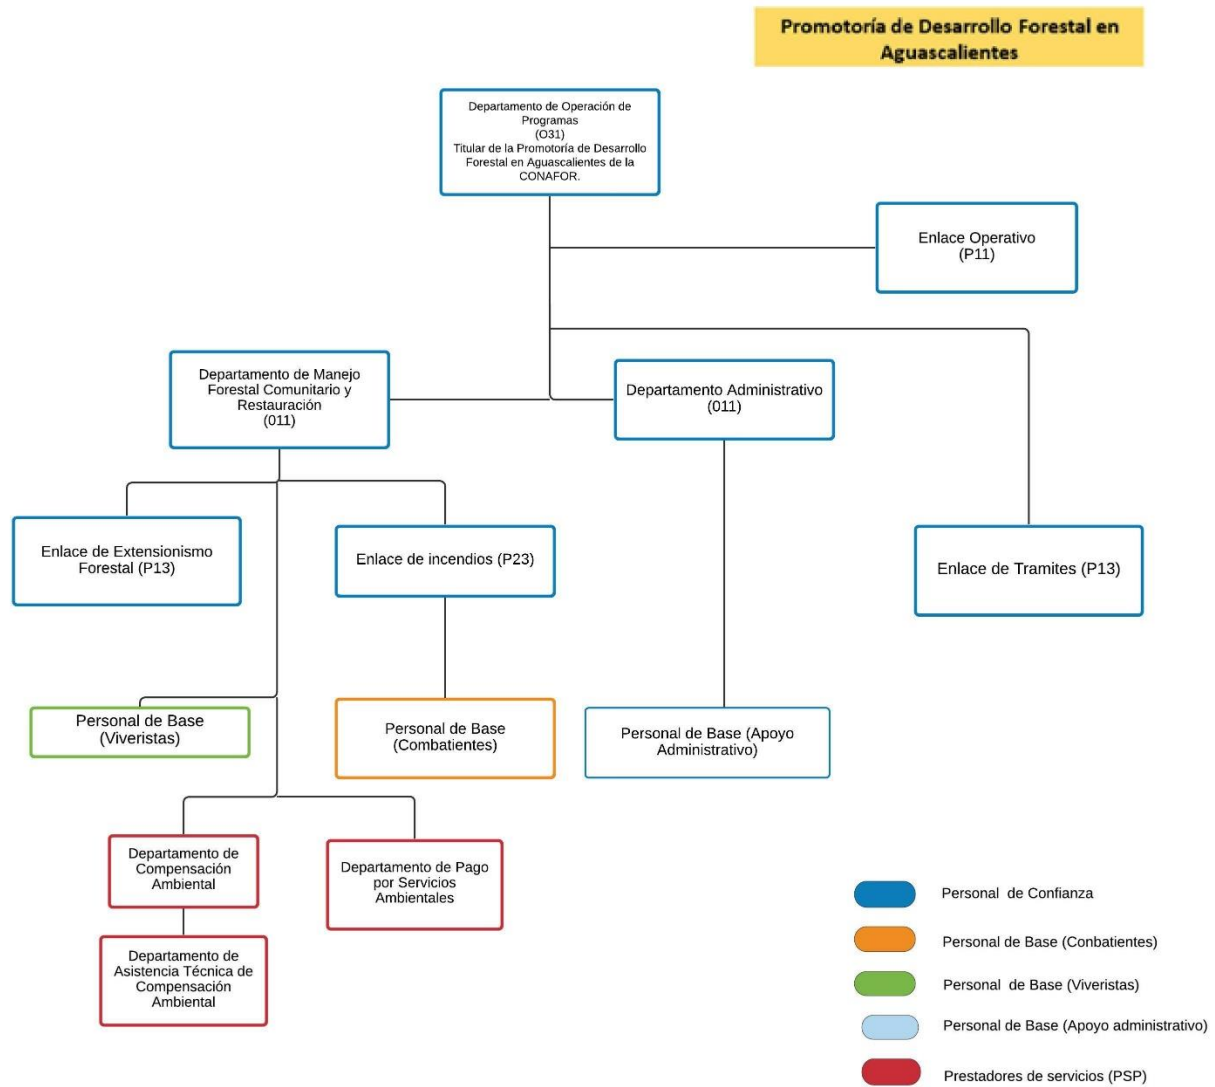 Promotoría de Desarrollo Forestal en
Aguascalientes
Departamento de Operación de
Programas
(O31)
Titular de la Promotoría de Desarrollo
Forestal en Aguascalientes de la
CONAFOR.
Enlace Operativo
(P11)
Departamento de Manejo
Forestal Comunitario y
Restauración
(011)
Departamento Administrativo
(011)
Enlace de Extensionismo
Forestal (P13)
Enlace de incendios (P23)
Enlace de Tramites (P13)
Personal de Base
(Viveristas)
Personal de Base
(Combatientes)
Personal de Base (Apoyo
Administrativo)
Departamento de
Compensación
Ambiental
Departamento de Pago
por Servicios
Ambientales
Departamento de
Asistencia Técnica de
Compensación
Ambiental
Personal de Confianza
Personal de Base (Conbatientes)
Personal de Base (Viveristas)
Personal de Base (Apoyo administrativo)
Prestadores de servicios (PSP)